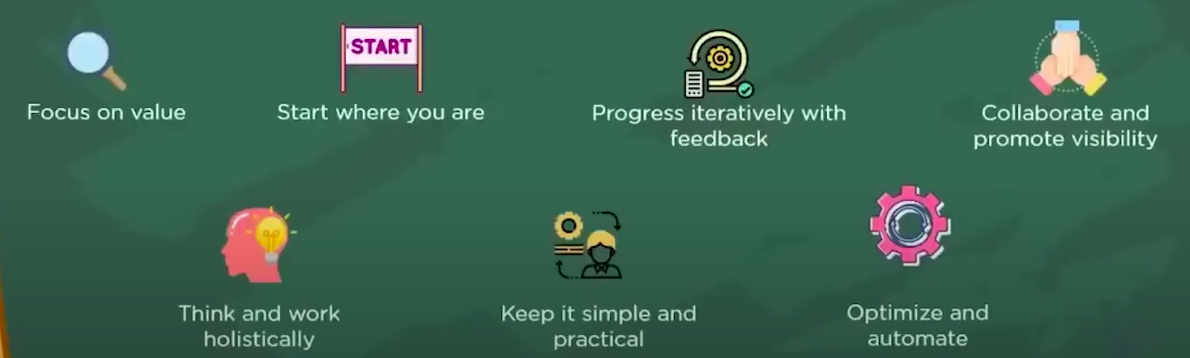 START
Focus on value
Start where you are
Progress iteratively with
feedback
Collaborate and
promote visibility
Think and work
holistically
Keep it simple and
practical
Optimize and
automate